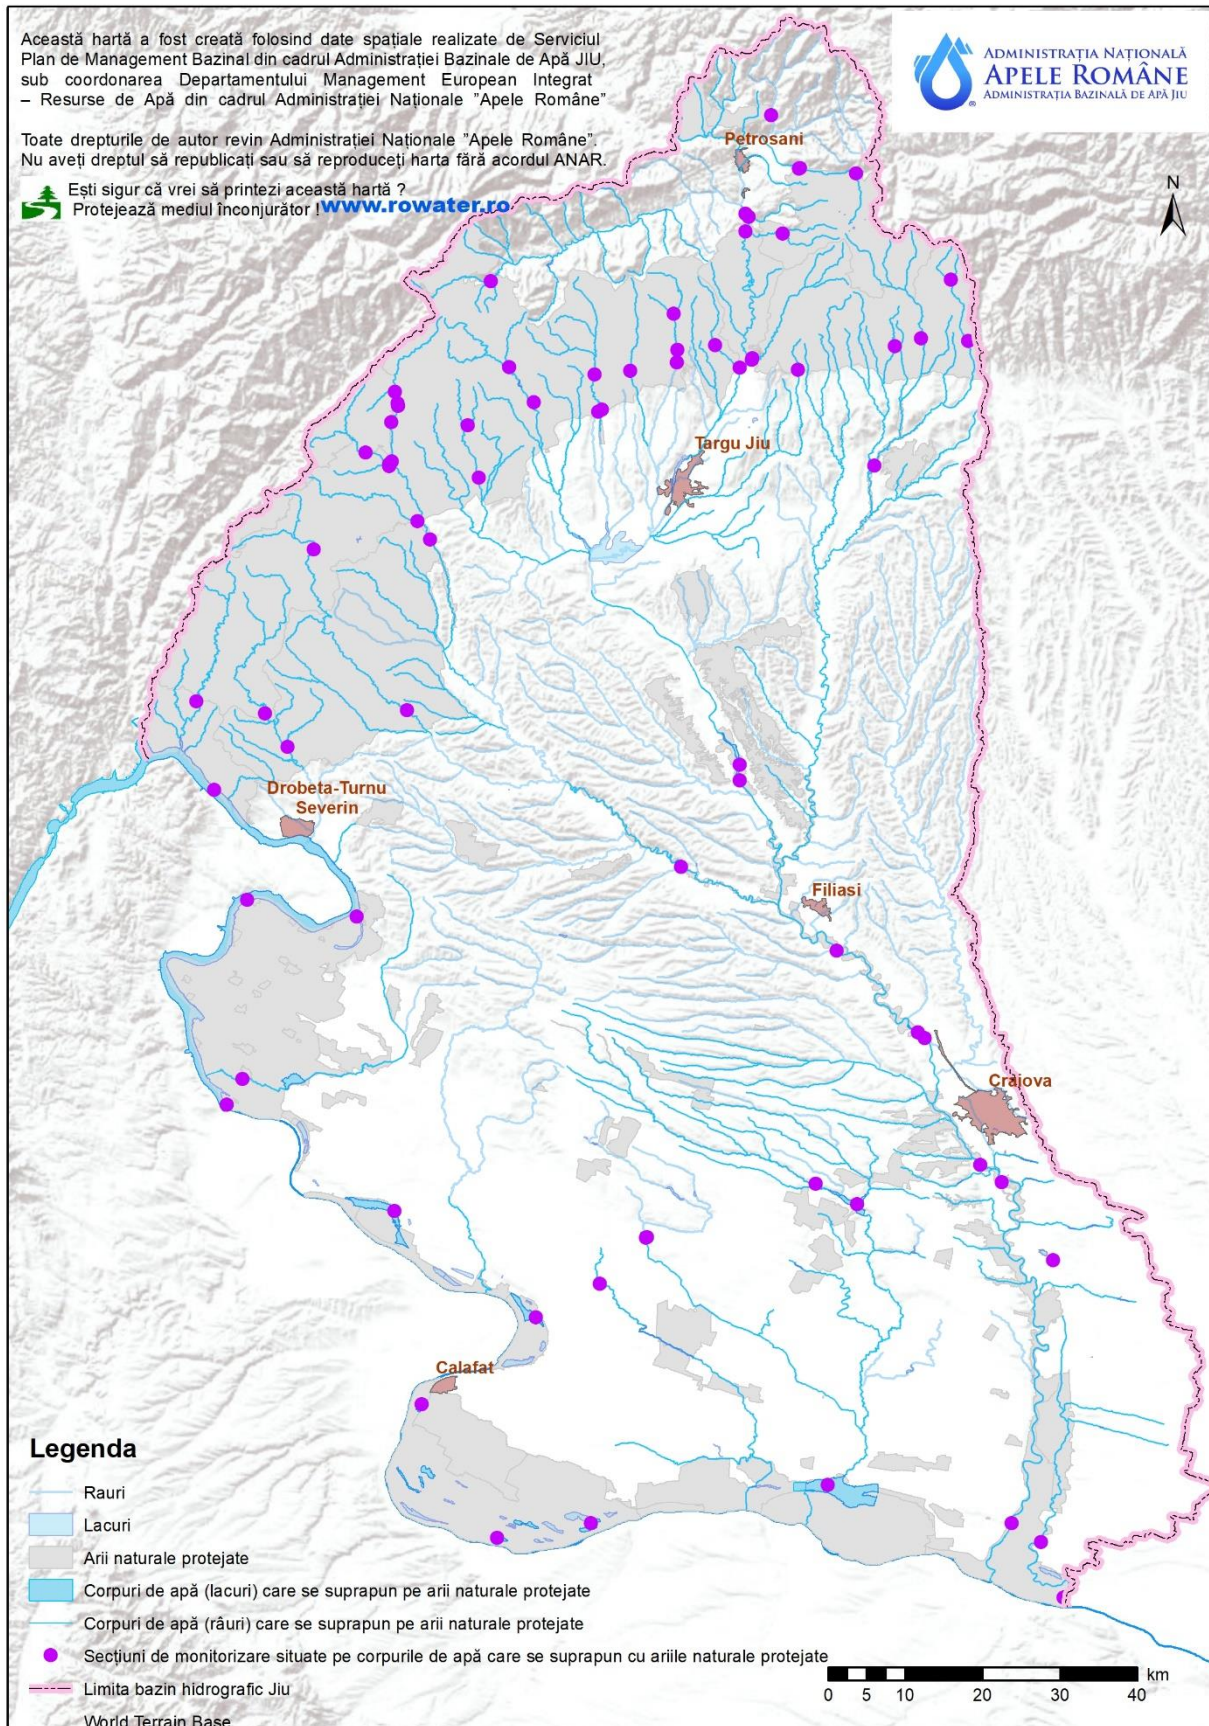 Această hartă a fost creată folosind date spațiale realizate de Serviciul
Plan de Management Bazinal din cadrul Administrației Bazinale de Apă JIU,
sub coordonarea Departamentului Management European Integrat
– Resurse de Apă din cadrul Administrației Naționale ”Apele Române”
Toate drepturile de autor revin Administrației Naționale ”Apele Române”.
Nu aveți dreptul să republicați sau să reproduceți harta fără acordul ANAR.
Ești sigur că vrei să printezi această hartă ?
Protejează mediul înconjurător ! www.rowater.ro
ADMINISTRAȚIA NAȚIONALĂ
APELE ROMÂNE
ADMINISTRAȚIA BAZINALĂ DE APĂ JIU
®
N
Petrosani
Targu Jiu
Drobeta-Turnu
Severin
Filiasi
Craiova
Calafat
Legenda
Rauri
Lacuri
Arii naturale protejate
Corpuri de apă (lacuri) care se suprapun pe arii naturale protejate
Corpuri de apă (râuri) care se suprapun pe arii naturale protejate
Secțiuni de monitorizare situate pe corpurile de apă care se suprapun cu ariile naturale protejate
Limita bazin hidrografic Jiu
World Terrain Base
km
0 5 10 20 30 40